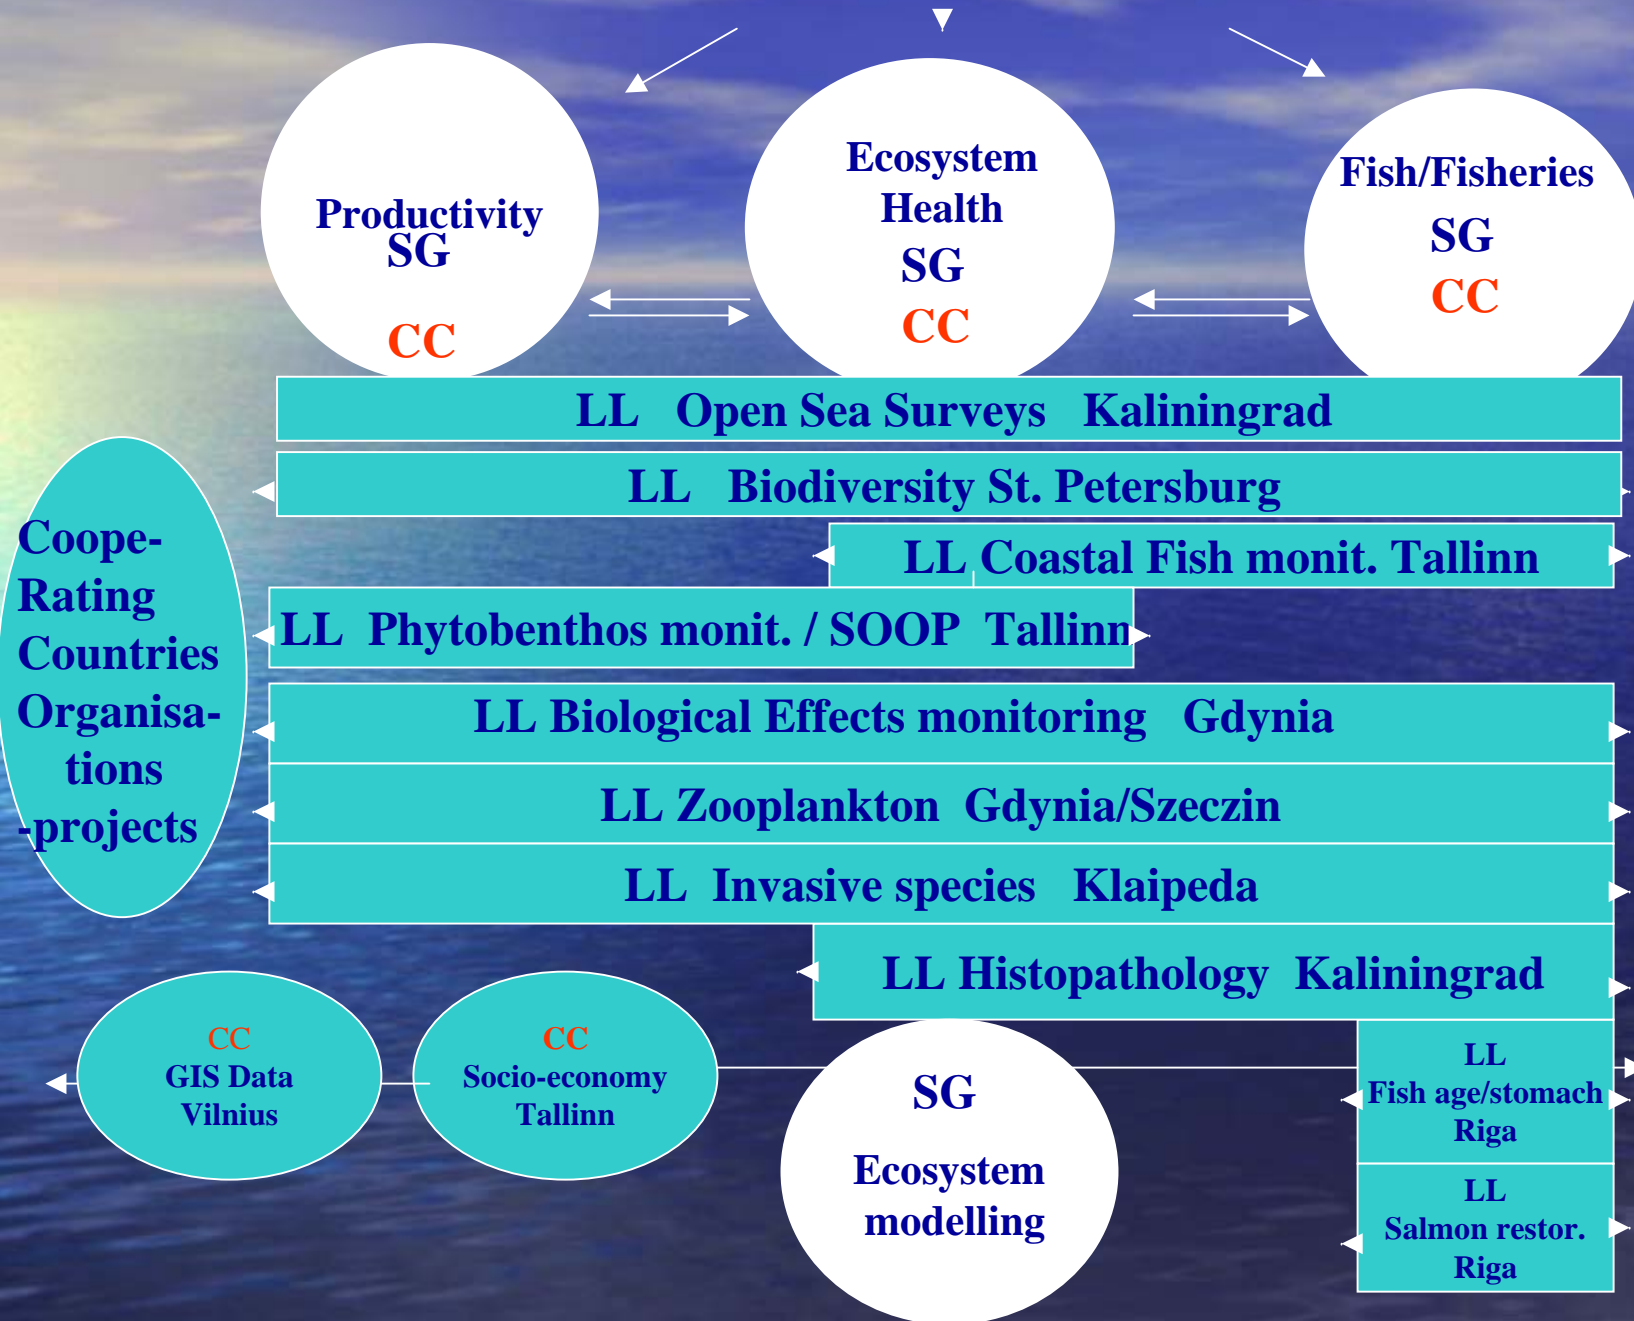 Productivity
SG
CC
Ecosystem
Health
SG
CC
Fish/Fisheries
SG
CC
LL Open Sea Surveys Kaliningrad
LL Biodiversity St. Petersburg
LL Coastal Fish monit. Tallinn
LL Phytobenthos monit. / SOOP Tallinn
Coope-
Rating
Countries
Organisa-
tions
-projects
LL Biological Effects monitoring Gdynia
LL Zooplankton Gdynia/Szeczin
LL Invasive species Klaipeda
LL Histopathology Kaliningrad
CC
GIS Data
Vilnius
CC
Socio-economy
Tallinn
SG
Ecosystem
modelling
LL
Fish age/stomach
Riga
LL
Salmon restor.
Riga